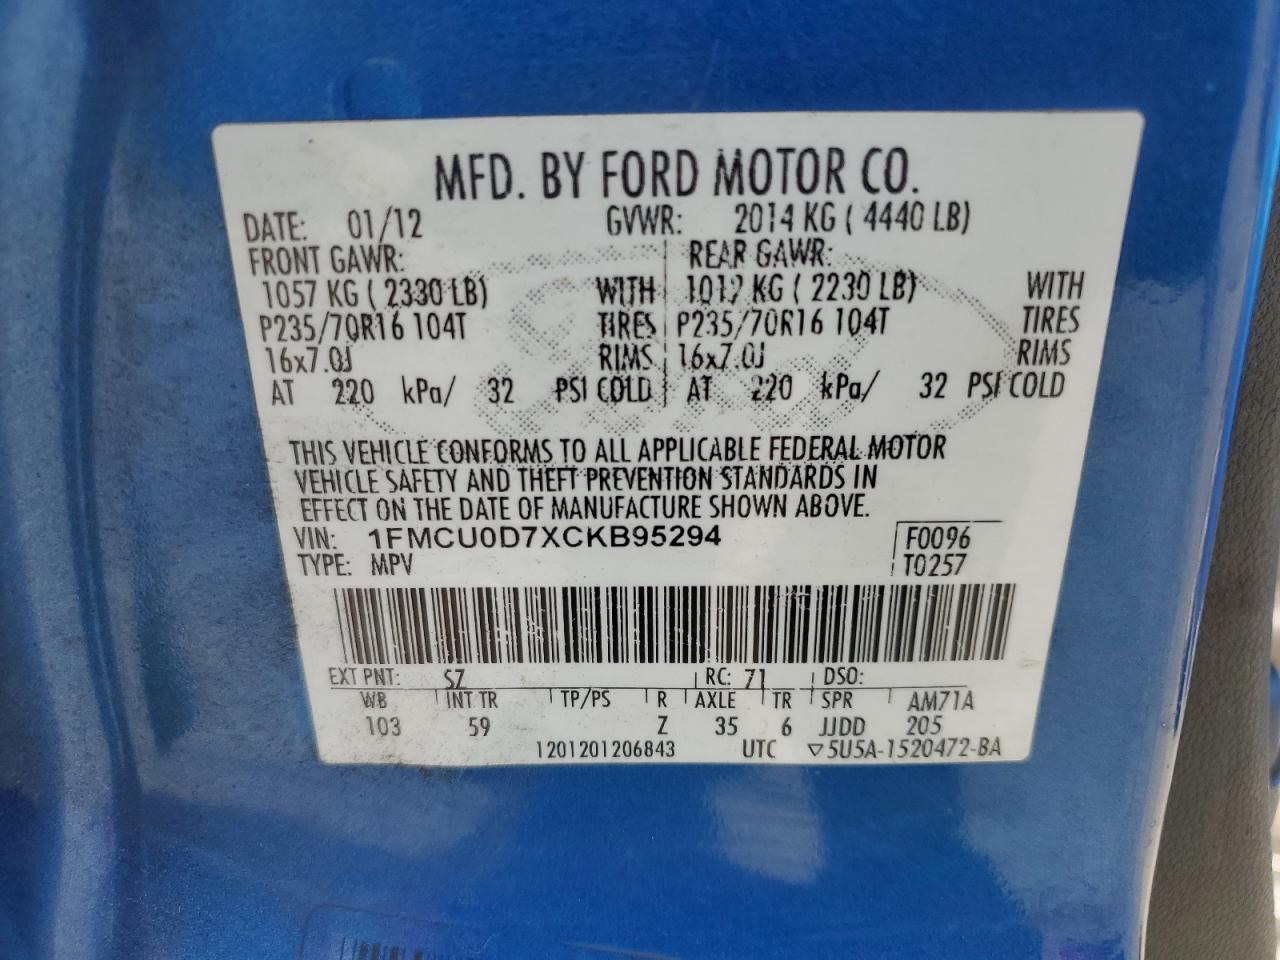 MFD. BY FORD MOTOR CO.
DATE: 01/12 GVWR: 2014 KG ( 4440 LB)
FRONT GAWR: REAR GAWR:
1057 KG ( 2330 LB) WITH 1012 KG ( 2230 LB) WITH
P235/70R16 104T TIRES P235/70R16 104T TIRES
16x7.0J RIMS 16x7.0J RIMS
AT 220 kPa/ 32 PSI COLD AT 220 kPa/ 32 PSI COLD
THIS VEHICLE CONFORMS TO ALL APPLICABLE FEDERAL MOTOR
VEHICLE SAFETY AND THEFT PREVENTION STANDARDS IN
EFFECT ON THE DATE OF MANUFACTURE SHOWN ABOVE.
VIN: 1FMCU0D7XCKB95294 F0096
TYPE: MPV T0257
EXT PNT: SZ RC: 71 DSO:
WB INT TR TP/PS R AXLE TR SPR AM71A
103 59 Z 35 6 JJDD 205
1201201206843 UTC ▽5U5A-1520472-BA